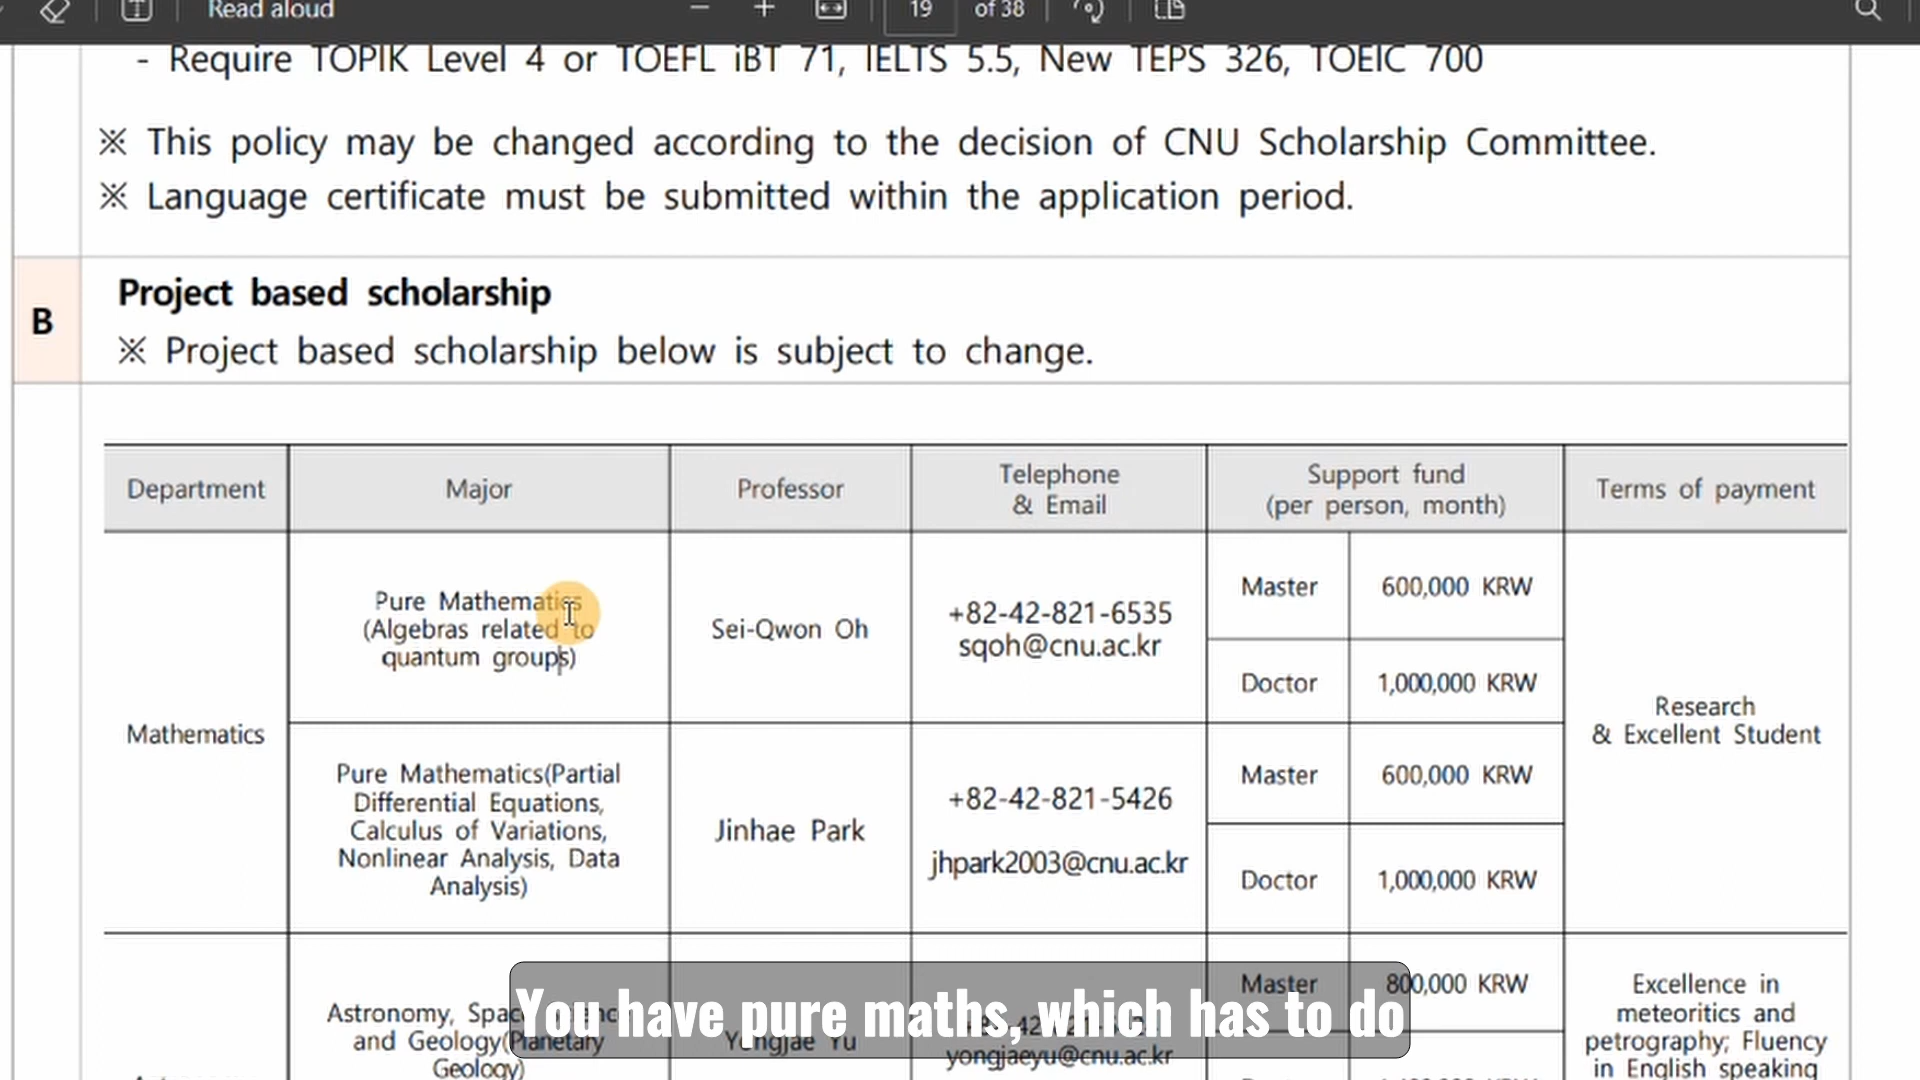 Read aloud
19
of 38
- Require TOPIK Level 4 or TOEFL iBT 71, IELTS 5.5, New TEPS 326, TOEIC 700
※ This policy may be changed according to the decision of CNU Scholarship Committee.
※ Language certificate must be submitted within the application period.
B
Project based scholarship
※ Project based scholarship below is subject to change.
Department
Major
Professor
Telephone
& Email
Support fund
(per person, month)
Terms of payment
Mathematics
Pure Mathematics
(Algebras related to
quantum groups)
Sei-Qwon Oh
+82-42-821-6535
sqoh@cnu.ac.kr
Master 600,000 KRW
Doctor 1,000,000 KRW
Research
& Excellent Student
Pure Mathematics(Partial
Differential Equations,
Calculus of Variations,
Nonlinear Analysis, Data
Analysis)
Jinhae Park
+82-42-821-5426
jhpark2003@cnu.ac.kr
Master 600,000 KRW
Doctor 1,000,000 KRW
Astronomy,
and Geology(Planetary
Geology)
Yongjae Yu
yongjaeyu@cnu.ac.kr
Master 800,000 KRW
Excellence in
meteoritics and
petrography; Fluency
in English speaking
You have pure maths, which has to do